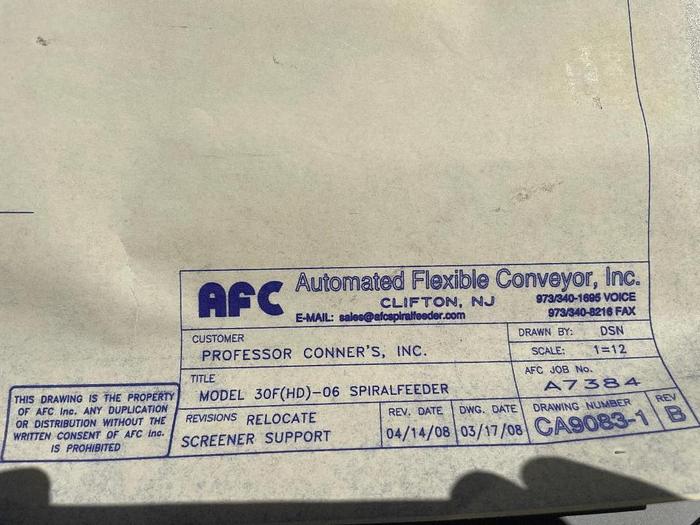 AFC Automated Flexible Conveyor, Inc.
CLIFTON, NJ
973/340-1695 VOICE
E-MAIL: sales@afcspiralfeeder.com
973/340-8216 FAX
CUSTOMER
PROFESSOR CONNER'S, INC.
DRAWN BY: DSN
SCALE: 1=12
TITLE
MODEL 30F(HD)-06 SPIRALFEEDER
AFC JOB No.
A7384
REVISIONS RELOCATE
SCREENER SUPPORT
REV. DATE
04/14/08
DWG. DATE
03/17/08
DRAWING NUMBER
CA9083-1
REV
B
THIS DRAWING IS THE PROPERTY
OF AFC Inc. ANY DUPLICATION
OR DISTRIBUTION WITHOUT THE
WRITTEN CONSENT OF AFC Inc.
IS PROHIBITED